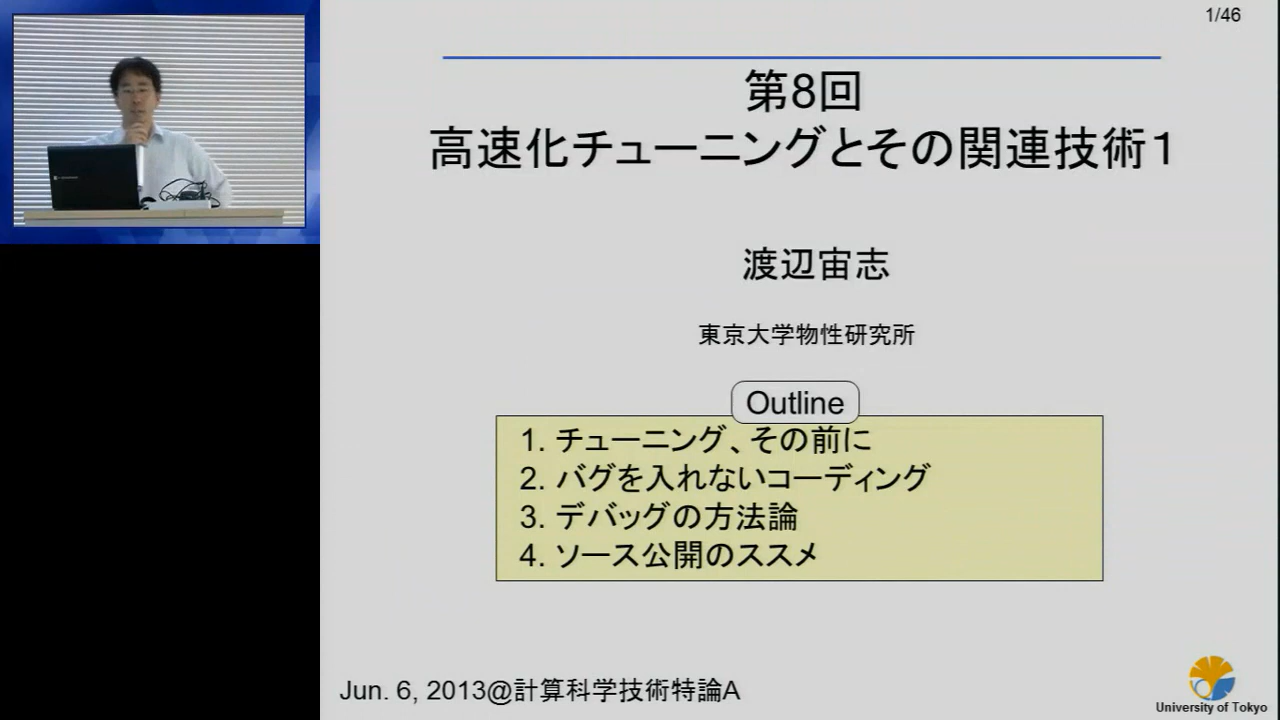 1/46
第8回
高速化チューニングとその関連技術１
渡辺宙志
東京大学物性研究所
Outline
1. チューニング、その前に
2. バグを入れないコーディング
3. デバッグの方法論
4. ソース公開のススメ
Jun. 6, 2013@計算科学技術特論A
University of Tokyo